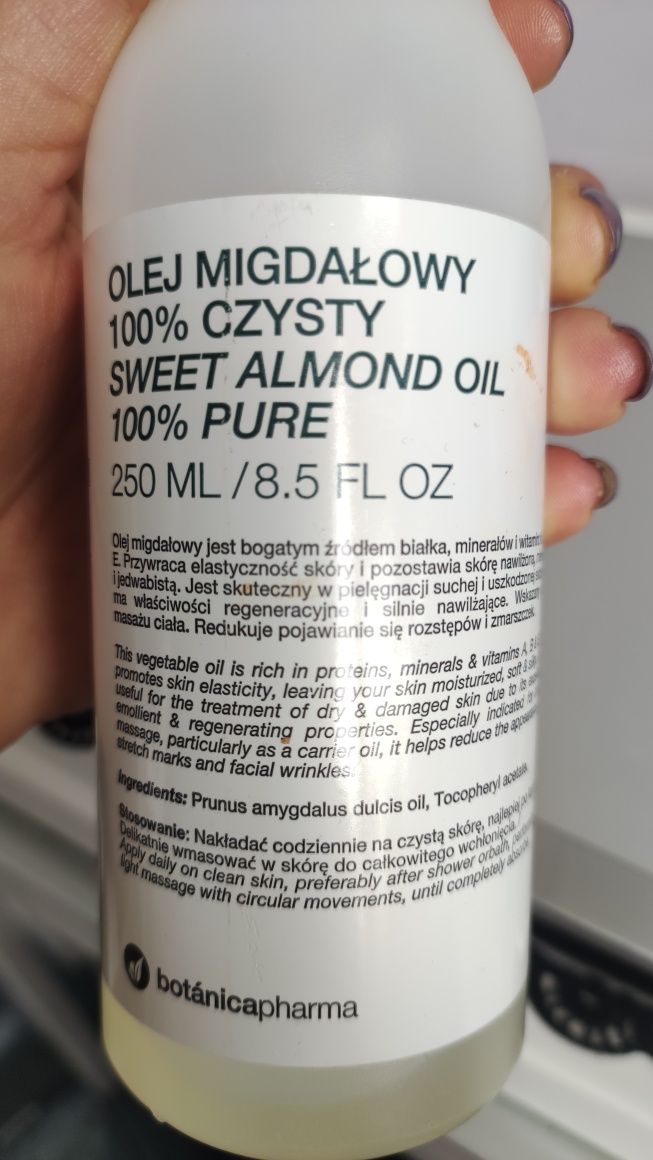 OLEJ MIGDAŁOWY
100% CZYSTY
SWEET ALMOND OIL
100% PURE
250 ML / 8.5 FL OZ
Olej migdałowy jest bogatym źródłem białka, minerałów i
E. Przywraca elastyczność skóry i pozostawia skórę nawilżoną,
i jedwabistą. Jest skuteczny w pielęgnacji suchej i uszkodzonej
ma właściwości regeneracyjne i silnie nawilżające.
masażu ciała. Redukuje pojawianie się rozstępów i zmarszczek.
This vegetable oil is rich in proteins, minerals & vitamins A, B &
promotes skin elasticity, leaving your skin moisturized, soft &
useful for the treatment of dry & damaged skin due to its
emollient & regenerating properties. Especially indicated for
massage, particularly as a carrier oil, it helps reduce the
stretch marks and facial wrinkles.
Ingredients: Prunus amygdalus dulcis oil, Tocopheryl acetate.
Stosowanie: Nakładać codziennie na czystą skórę, najlepiej po
Delikatnie wmasować w skórę do całkowitego wchłonięcia.
Apply daily on clean skin, preferably after shower orbath,
light massage with circular movements, until completely
botánicapharma